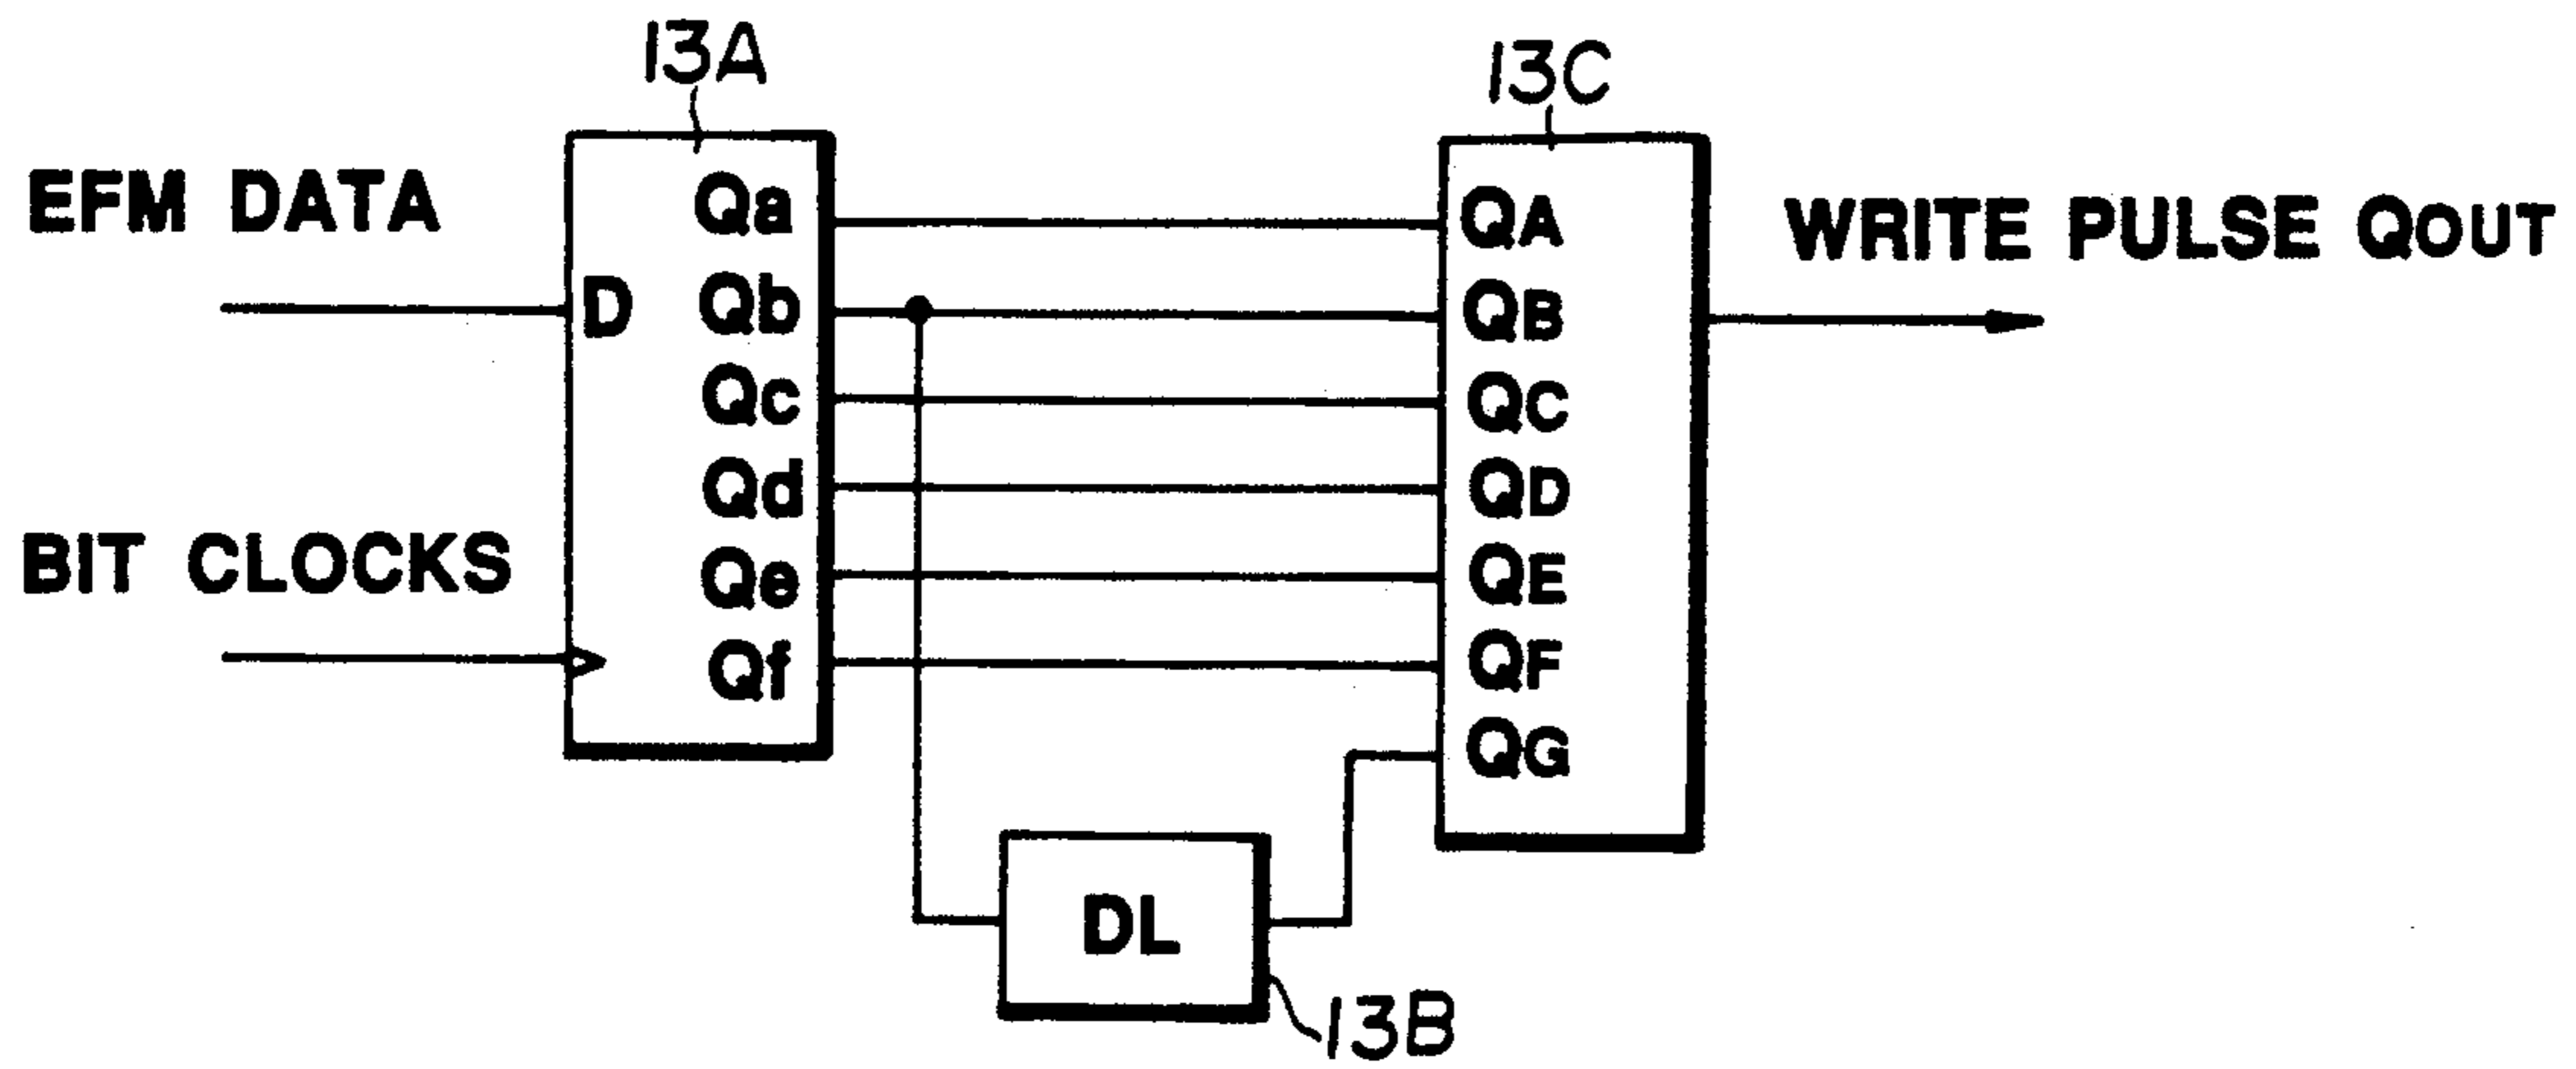 13A
13C
EFM DATA
Qa
QA
WRITE PULSE QOUT
D
Qb
QB
Qc
QC
Qd
QD
BIT CLOCKS
Qe
QE
Qf
QF
QG
DL
13B